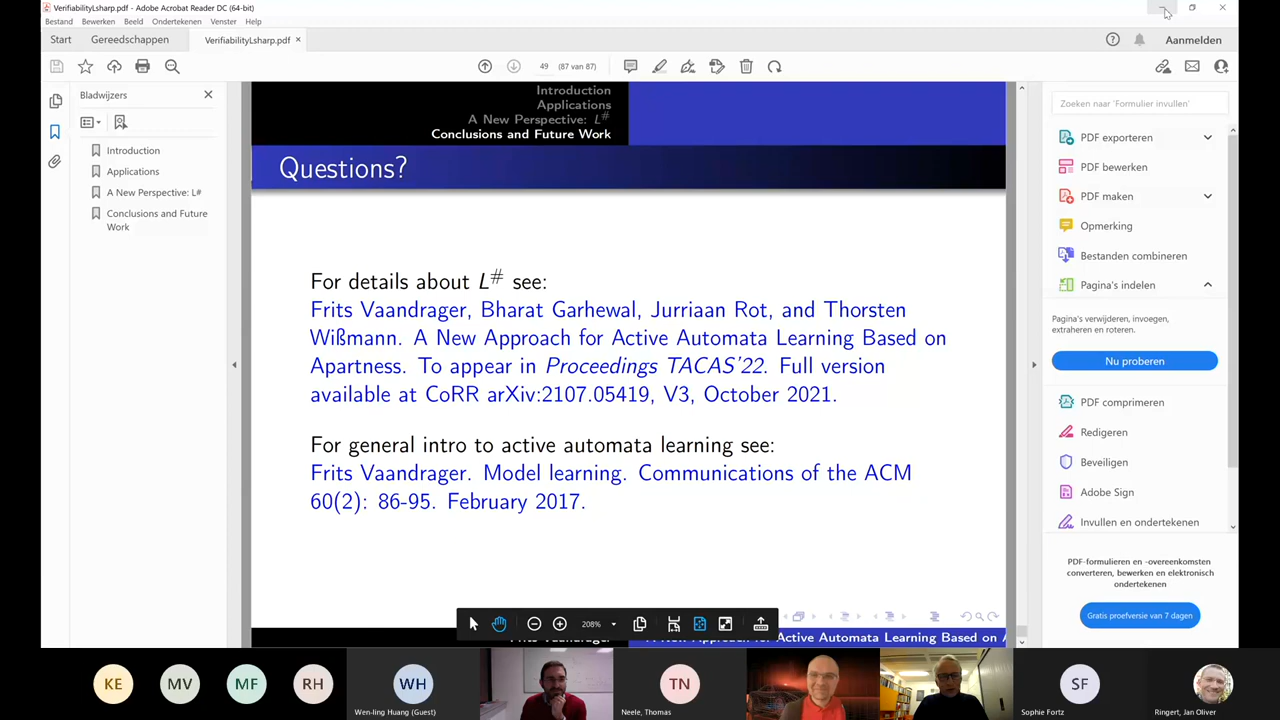 VerifiabilityLsharp.pdf - Adobe Acrobat Reader DC (64-bit)
Bestand Bewerken Beeld Ondertekenen Venster Help
Start Gereedschappen VerifiabilityLsharp.pdf × Aanmelden
49 (87 van 87)
Bladwijzers
Introduction
Applications
A New Perspective: L#
Conclusions and Future
Work
Introduction
Applications
A New Perspective: L#
Conclusions and Future Work
Questions?
For details about L# see:
Frits Vaandrager, Bharat Garhewal, Jurriaan Rot, and Thorsten
Wißmann. A New Approach for Active Automata Learning Based on
Apartness. To appear in Proceedings TACAS'22. Full version
available at CoRR arXiv:2107.05419, V3, October 2021.
For general intro to active automata learning see:
Frits Vaandrager. Model learning. Communications of the ACM
60(2): 86-95. February 2017.
208%
Frits Vaandrager
A New Approach for Active Automata Learning Based on A
Zoeken naar 'Formulier invullen'
PDF exporteren
PDF bewerken
PDF maken
Opmerking
Bestanden combineren
Pagina's indelen
Pagina's verwijderen, invoegen,
extraheren en roteren.
Nu proberen
PDF comprimeren
Redigeren
Beveiligen
Adobe Sign
Invullen en ondertekenen
PDF-formulieren en -overeenkomsten
converteren, bewerken en elektronisch
ondertekenen
Gratis proefversie van 7 dagen
KE MV MF RH WH TN SF
Wen-ling Huang (Guest) Neele, Thomas Sophie Fortz Ringert, Jan Oliver